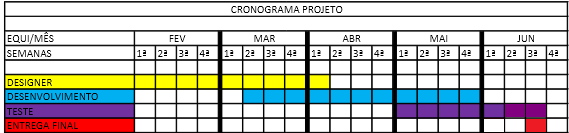 CRONOGRAMA PROJETO
EQUI/MÊS FEV MAR ABR MAI JUN
SEMANAS 1ª 2ª 3ª 4ª 1ª 2ª 3ª 4ª 1ª 2ª 3ª 4ª 1ª 2ª 3ª 4ª 1ª 2ª 3ª 4ª
DESIGNER
DESENVOLVIMENTO
TESTE
ENTREGA FINAL